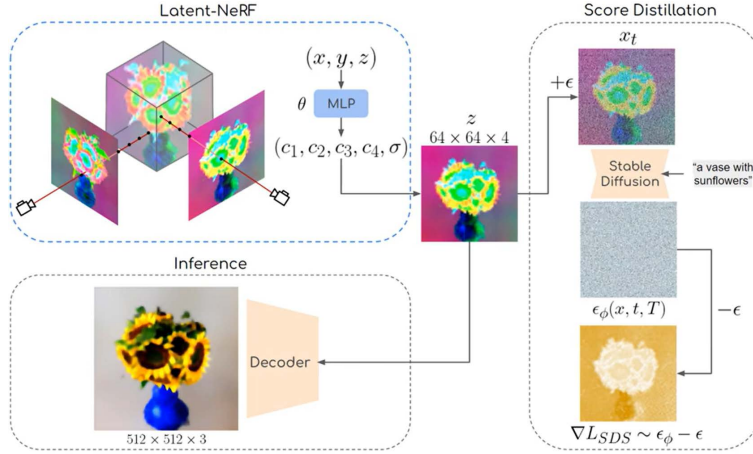 Latent-NeRF
(x, y, z)
θ
MLP
(c₁, c₂, c₃, c₄, σ)
z
64 × 64 × 4
Score Distillation
xₜ
+ϵ
Stable
Diffusion
“a vase with
sunflowers”
ϵᵩ(x, t, T)
−ϵ
∇L_SDS ∼ ϵᵩ − ϵ
Inference
Decoder
512 × 512 × 3